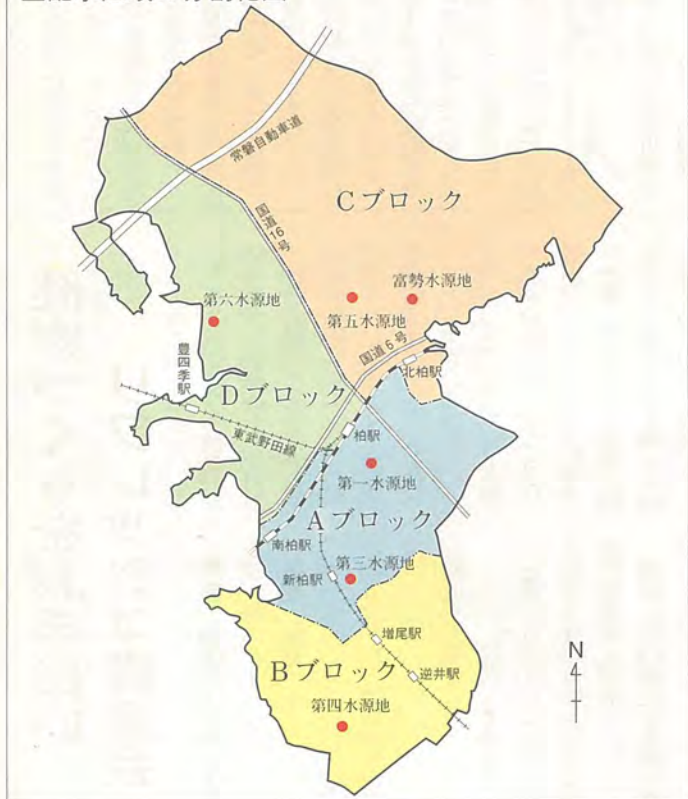 常磐自動車道
国道16号
Cブロック
富勢水源地
第六水源地
第五水源地
国道6号
豊四季駅
北柏駅
Dブロック
柏駅
東武野田線
第一水源地
Aブロック
南柏駅
第三水源地
新柏駅
増尾駅
Bブロック
逆井駅
第四水源地
N